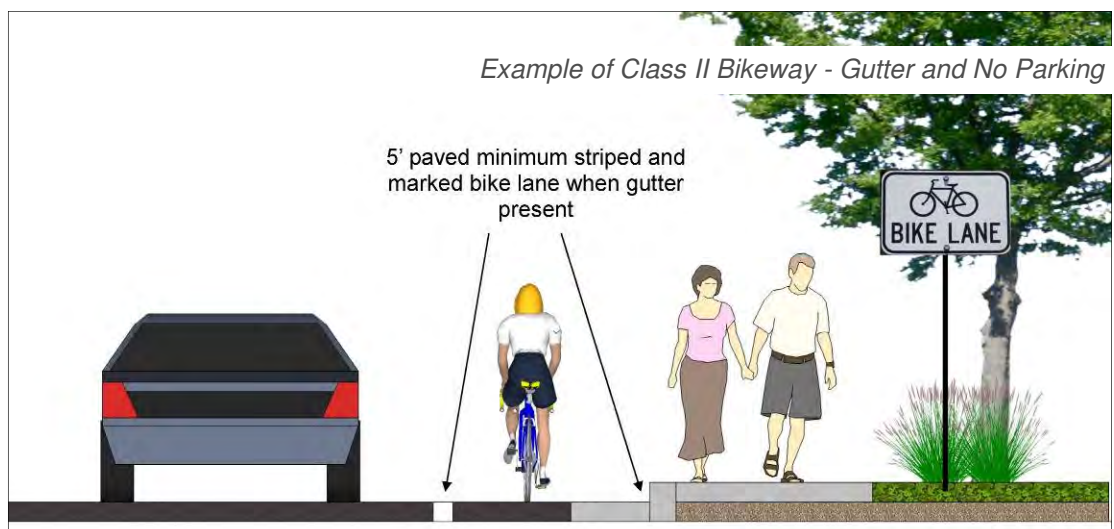 Example of Class II Bikeway - Gutter and No Parking
5' paved minimum striped and
marked bike lane when gutter
present
BIKE LANE